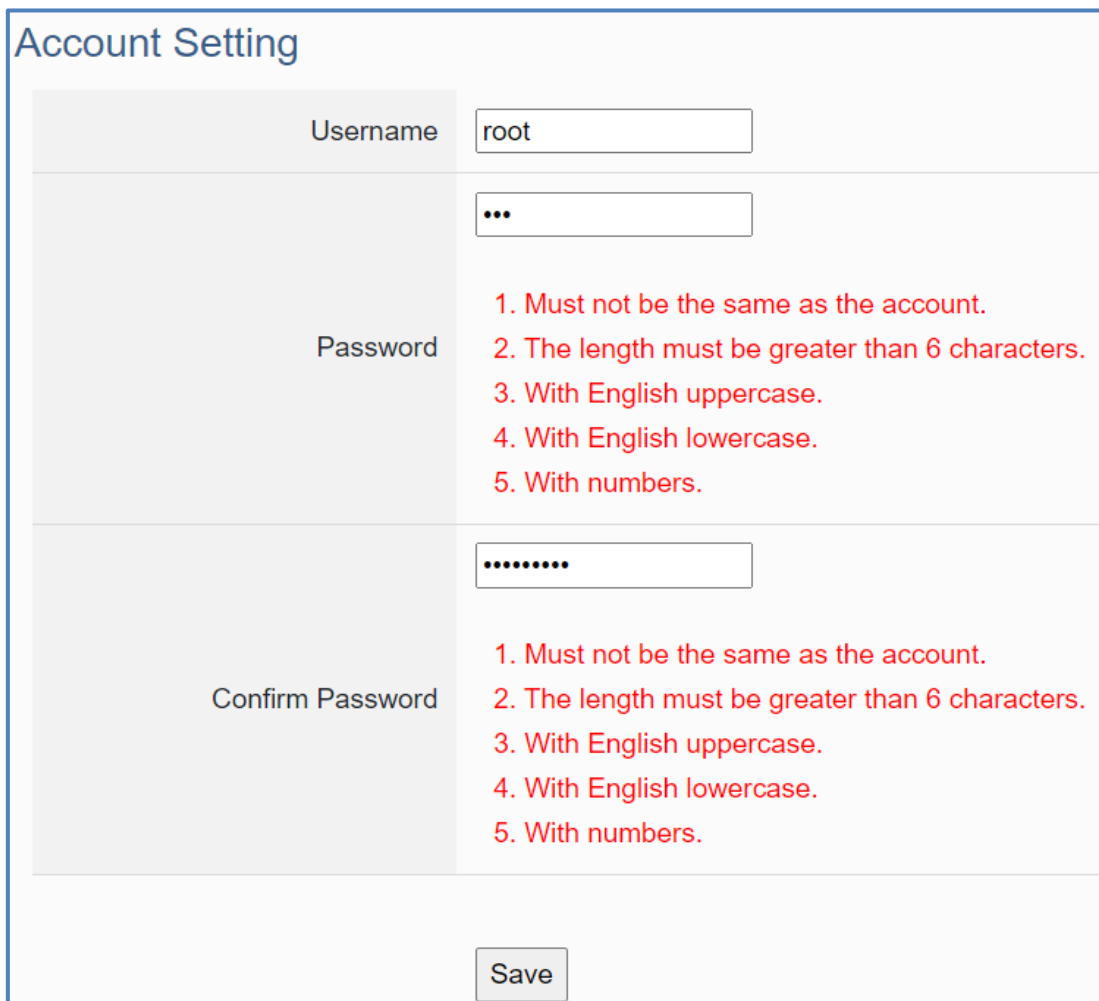 Account Setting
Username root
•••
Password
1. Must not be the same as the account.
2. The length must be greater than 6 characters.
3. With English uppercase.
4. With English lowercase.
5. With numbers.
•••••••••
Confirm Password
1. Must not be the same as the account.
2. The length must be greater than 6 characters.
3. With English uppercase.
4. With English lowercase.
5. With numbers.
Save